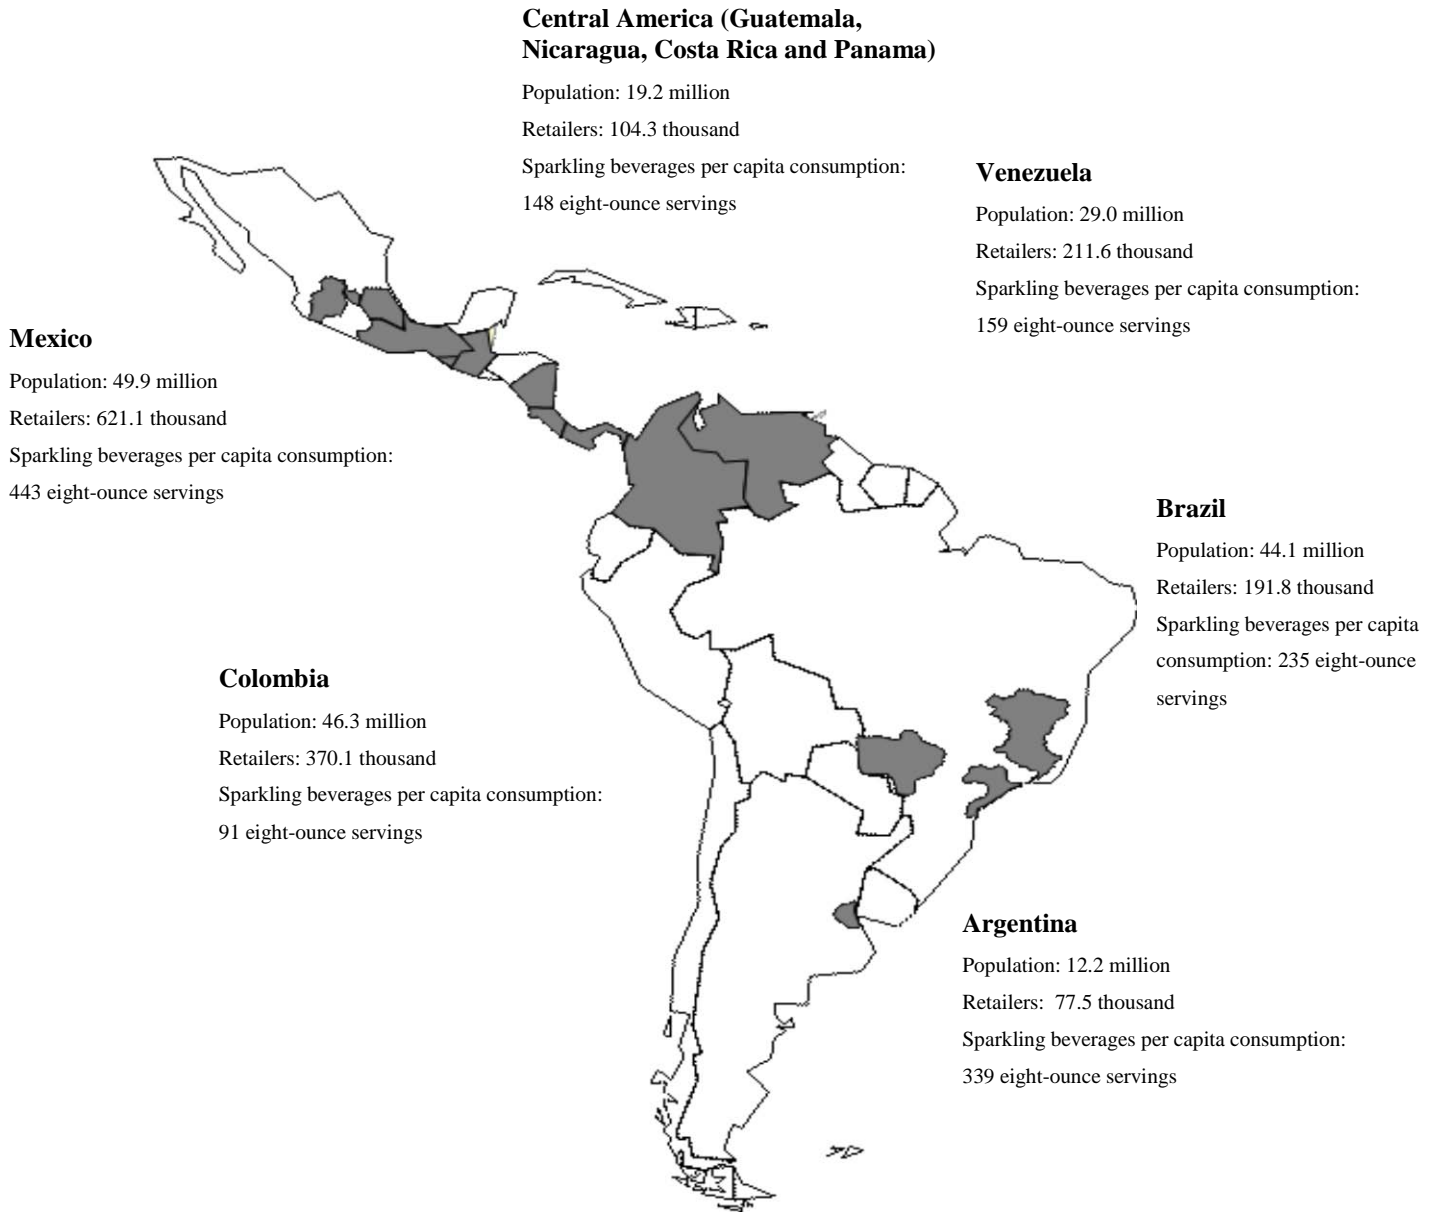 Central America (Guatemala,
Nicaragua, Costa Rica and Panama)
Population: 19.2 million
Retailers: 104.3 thousand
Sparkling beverages per capita consumption:
148 eight-ounce servings
Venezuela
Population: 29.0 million
Retailers: 211.6 thousand
Sparkling beverages per capita consumption:
159 eight-ounce servings
Mexico
Population: 49.9 million
Retailers: 621.1 thousand
Sparkling beverages per capita consumption:
443 eight-ounce servings
Brazil
Population: 44.1 million
Retailers: 191.8 thousand
Sparkling beverages per capita
consumption: 235 eight-ounce
servings
Colombia
Population: 46.3 million
Retailers: 370.1 thousand
Sparkling beverages per capita consumption:
91 eight-ounce servings
Argentina
Population: 12.2 million
Retailers: 77.5 thousand
Sparkling beverages per capita consumption:
339 eight-ounce servings